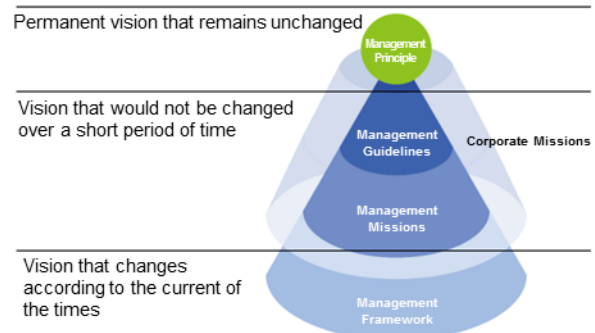 Permanent vision that remains unchanged
Management
Principle
Vision that would not be changed
over a short period of time
Management
Guidelines
Corporate Missions
Management
Missions
Vision that changes
according to the current of
the times
Management
Framework